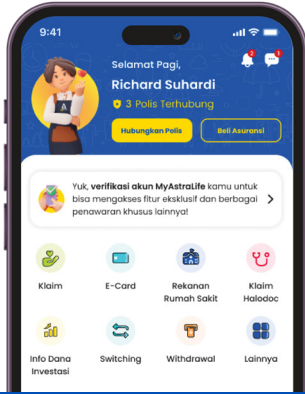 9:41
Selamat Pagi,
Richard Suhardi
3 Polis Terhubung
Hubungkan Polis
Beli Asuransi
Yuk, verifikasi akun MyAstraLife kamu untuk
bisa mengakses fitur eksklusif dan berbagai
penawaran khusus lainnya!
Klaim
E-Card
Rekanan
Rumah Sakit
Klaim
Halodoc
Info Dana
Investasi
Switching
Withdrawal
Lainnya